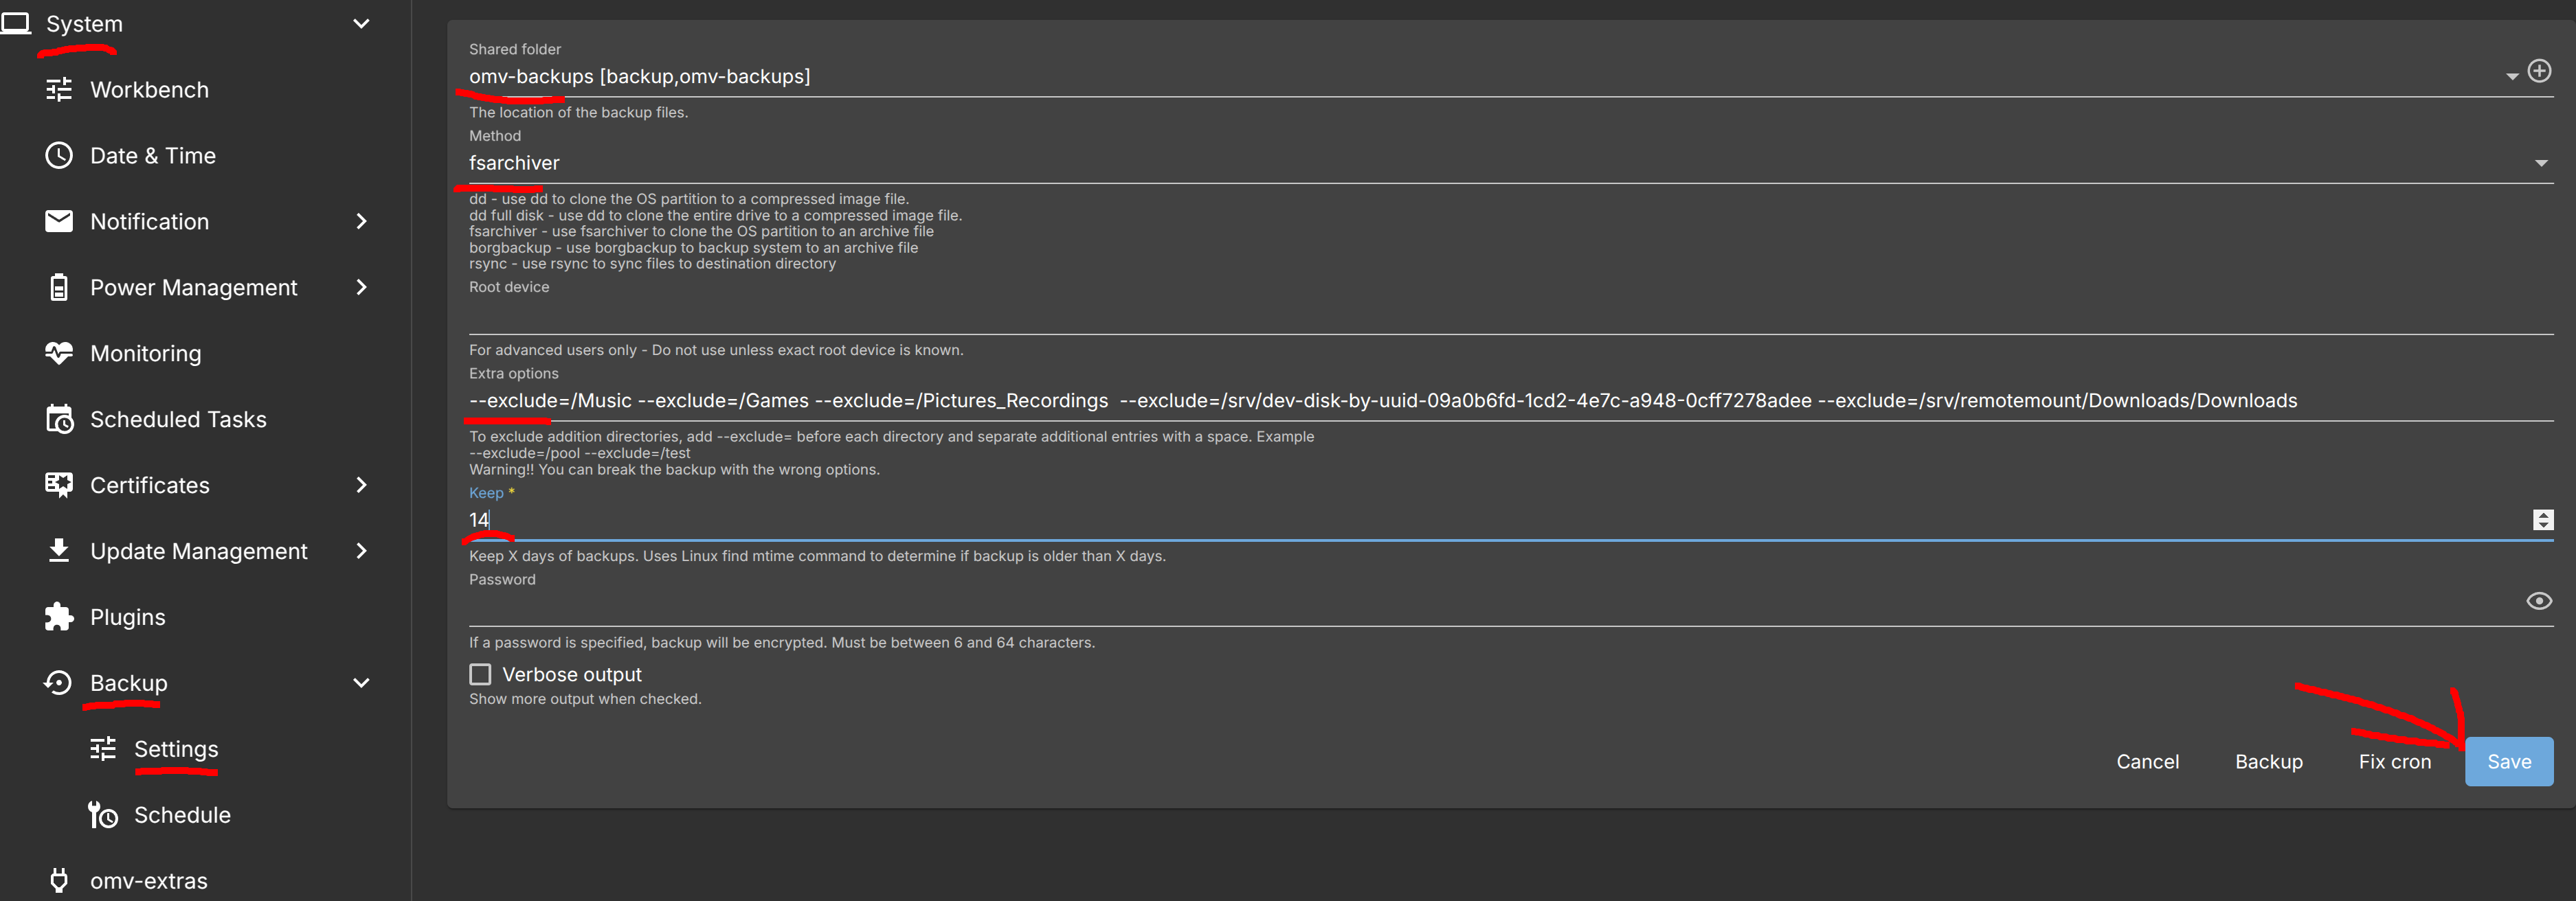 System
Workbench
Date & Time
Notification
Power Management
Monitoring
Scheduled Tasks
Certificates
Update Management
Plugins
Backup
Settings
Schedule
omv-extras
Shared folder
omv-backups [backup,omv-backups]
The location of the backup files.
Method
fsarchiver
dd - use dd to clone the OS partition to a compressed image file.
dd full disk - use dd to clone the entire drive to a compressed image file.
fsarchiver - use fsarchiver to clone the OS partition to an archive file
borgbackup - use borgbackup to backup system to an archive file
rsync - use rsync to sync files to destination directory
Root device
For advanced users only - Do not use unless exact root device is known.
Extra options
--exclude=/Music --exclude=/Games --exclude=/Pictures_Recordings  --exclude=/srv/dev-disk-by-uuid-09a0b6fd-1cd2-4e7c-a948-0cff7278adee --exclude=/srv/remotemount/Downloads/Downloads
To exclude addition directories, add --exclude= before each directory and separate additional entries with a space. Example
--exclude=/pool --exclude=/test
Warning!! You can break the backup with the wrong options.
Keep *
14
Keep X days of backups. Uses Linux find mtime command to determine if backup is older than X days.
Password
If a password is specified, backup will be encrypted. Must be between 6 and 64 characters.
Verbose output
Show more output when checked.
Cancel Backup Fix cron Save